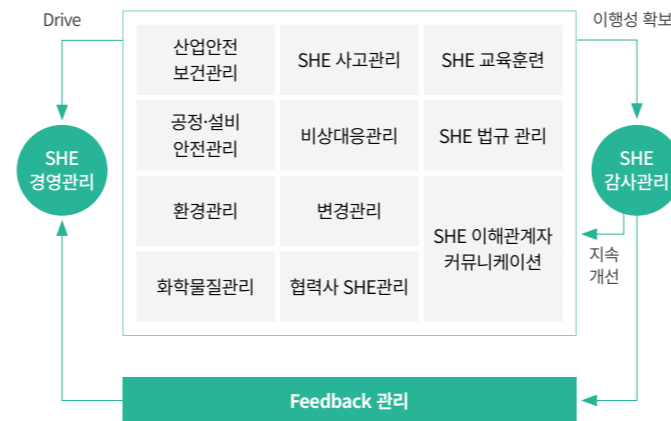 Drive
이행성 확보
산업안전
보건관리
SHE 사고관리
SHE 교육훈련
공정·설비
안전관리
비상대응관리
SHE 법규 관리
SHE
경영관리
SHE
감사관리
환경관리
변경관리
SHE 이해관계자
커뮤니케이션
지속
개선
화학물질관리
협력사 SHE관리
Feedback 관리